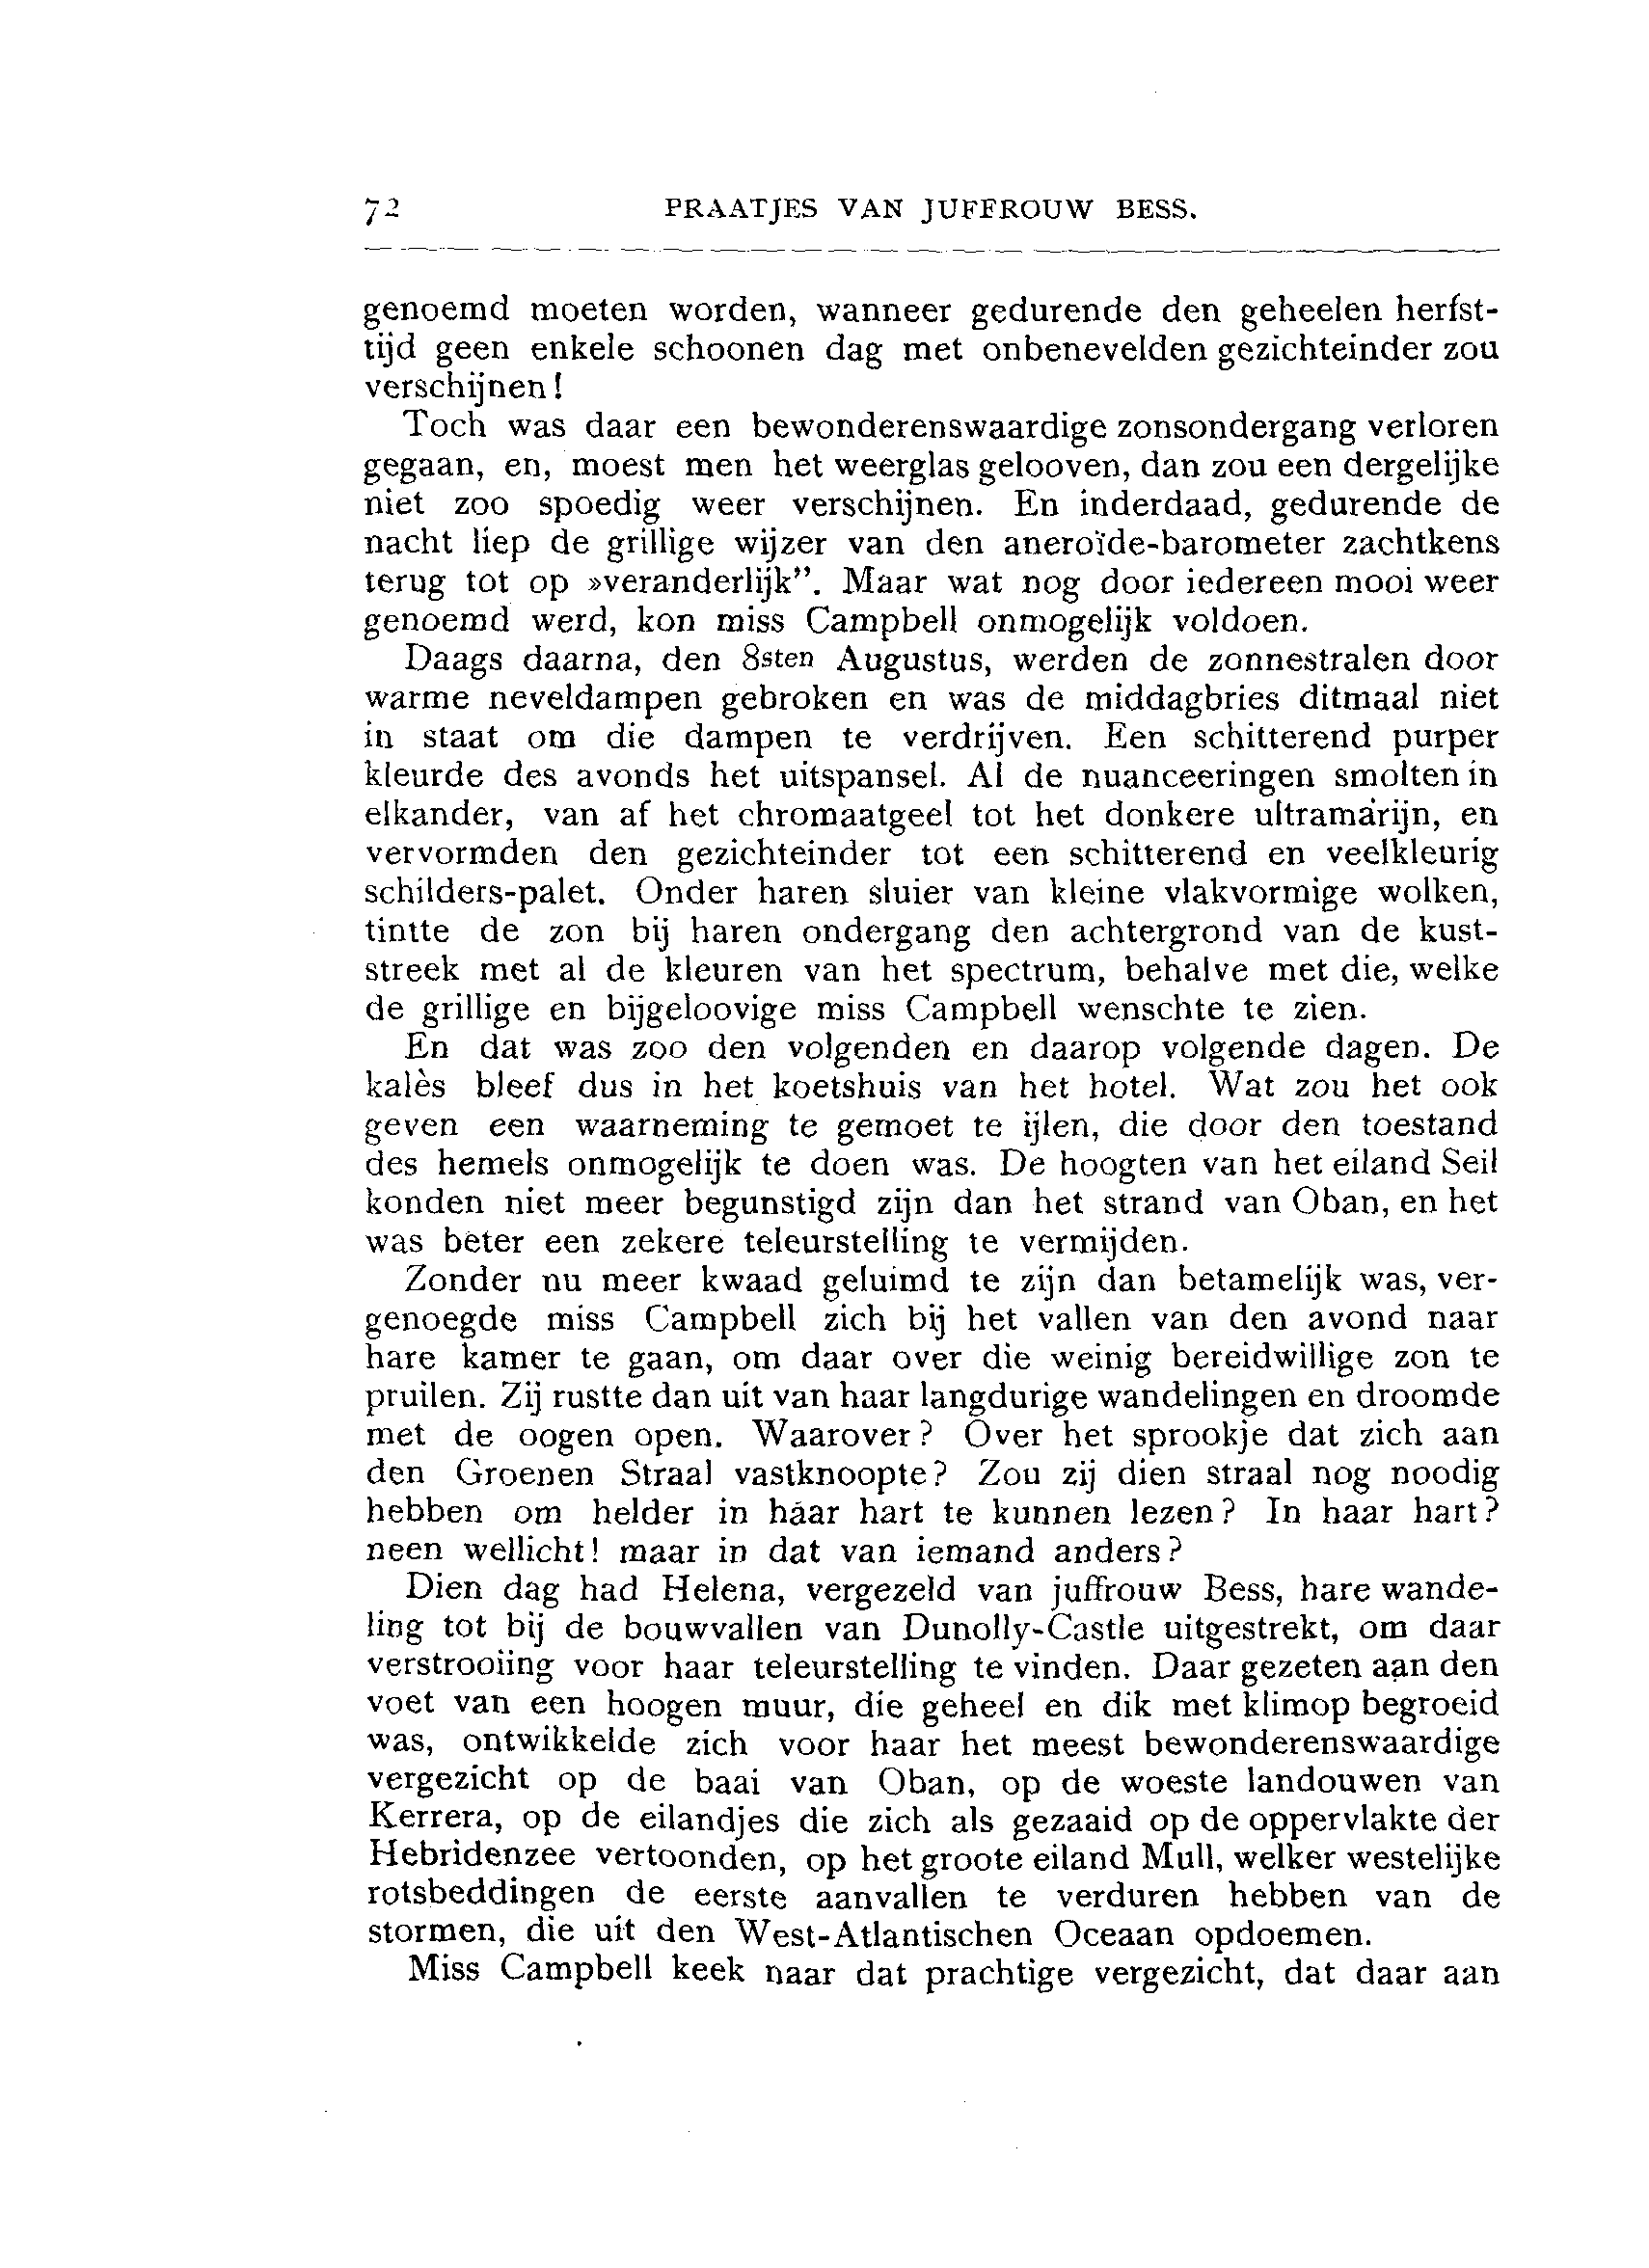 72 PRAATJES VAN JUFFROUW BESS.
genoemd moeten worden, wanneer gedurende den geheelen herfst-
tijd geen enkele schoonen dag met onbenevelden gezichteinder zou
verschijnen!
Toch was daar een bewonderenswaardige zonsondergang verloren
gegaan, en, moest men het weerglas gelooven, dan zou een dergelijke
niet zoo spoedig weer verschijnen. En inderdaad, gedurende de
nacht liep de grillige wijzer van den aneroïde-barometer zachtkens
terug tot op »veranderlijk”. Maar wat nog door iedereen mooi weer
genoemd werd, kon miss Campbell onmogelijk voldoen.
Daags daarna, den 8sten Augustus, werden de zonnestralen door
warme neveldampen gebroken en was de middagbries ditmaal niet
in staat om die dampen te verdrijven. Een schitterend purper
kleurde des avonds het uitspansel. Al de nuanceeringen smolten in
elkander, van af het chromaatgeel tot het donkere ultramarijn, en
vervormden den gezichteinder tot een schitterend en veelkleurig
schilders-palet. Onder haren sluier van kleine vlakvormige wolken,
tintte de zon bij haren ondergang den achtergrond van de kust-
streek met al de kleuren van het spectrum, behalve met die, welke
de grillige en bijgeloovige miss Campbell wenschte te zien.
En dat was zoo den volgenden en daarop volgende dagen. De
kalès bleef dus in het koetshuis van het hotel. Wat zou het ook
geven een waarneming te gemoet te ijlen, die door den toestand
des hemels onmogelijk te doen was. De hoogten van het eiland Seil
konden niet meer begunstigd zijn dan het strand van Oban, en het
was beter een zekere teleurstelling te vermijden.
Zonder nu meer kwaad geluimd te zijn dan betamelijk was, ver-
genoegde miss Campbell zich bij het vallen van den avond naar
hare kamer te gaan, om daar over die weinig bereidwillige zon te
pruilen. Zij rustte dan uit van haar langdurige wandelingen en droomde
met de oogen open. Waarover? Over het sprookje dat zich aan
den Groenen Straal vastknoopte? Zou zij dien straal nog noodig
hebben om helder in háar hart te kunnen lezen? In haar hart?
neen wellicht! maar in dat van iemand anders?
Dien dag had Helena, vergezeld van juffrouw Bess, hare wande-
ling tot bij de bouwvallen van Dunolly-Castle uitgestrekt, om daar
verstrooiing voor haar teleurstelling te vinden. Daar gezeten aan den
voet van een hoogen muur, die geheel en dik met klimop begroeid
was, ontwikkelde zich voor haar het meest bewonderenswaardige
vergezicht op de baai van Oban, op de woeste landouwen van
Kerrera, op de eilandjes die zich als gezaaid op de oppervlakte der
Hebridenzee vertoonden, op het groote eiland Mull, welker westelijke
rotsbeddingen de eerste aanvallen te verduren hebben van de
stormen, die uit den West-Atlantischen Oceaan opdoemen.
Miss Campbell keek naar dat prachtige vergezicht, dat daar aan